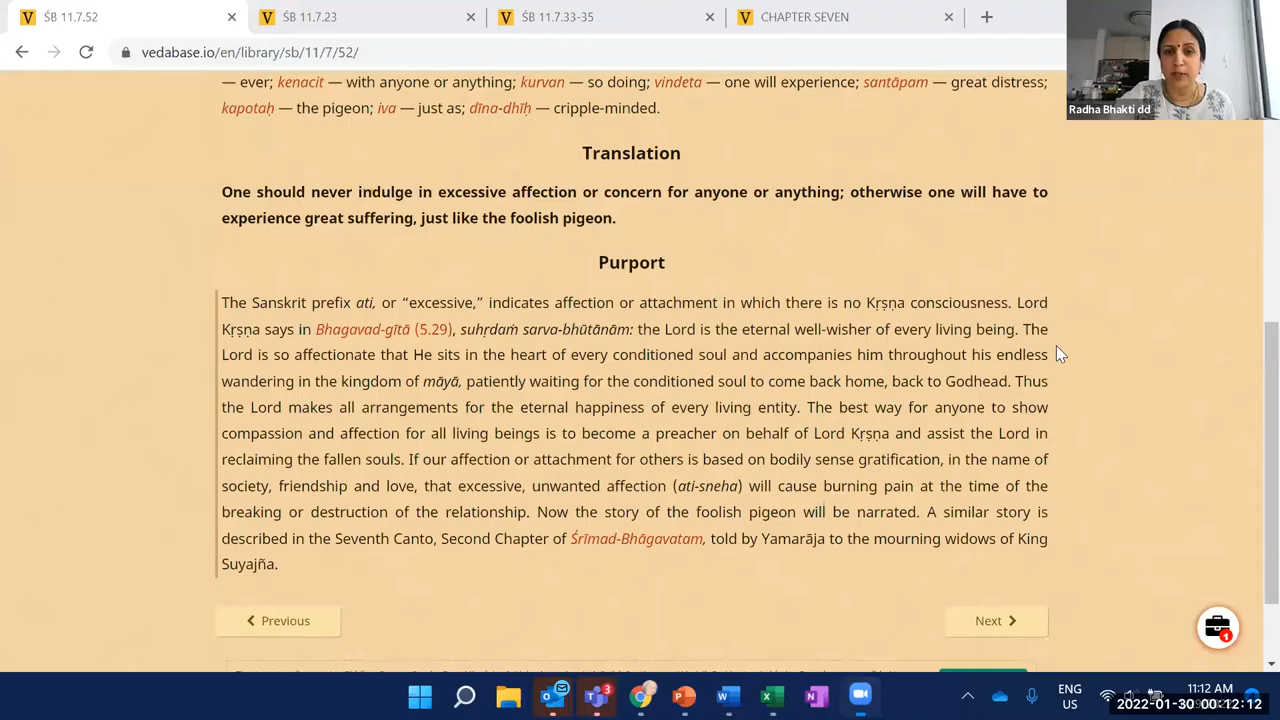 ŚB 11.7.52
ŚB 11.7.23
ŚB 11.7.33-35
CHAPTER SEVEN
vedabase.io/en/library/sb/11/7/52/
Radha Bhakti dd
— ever; kenacit — with anyone or anything; kurvan — so doing; vindeta — one will experience; santāpam — great distress;
kapotaḥ — the pigeon; iva — just as; dīna-dhīḥ — cripple-minded.
Translation
One should never indulge in excessive affection or concern for anyone or anything; otherwise one will have to
experience great suffering, just like the foolish pigeon.
Purport
The Sanskrit prefix ati, or “excessive,” indicates affection or attachment in which there is no Kṛṣṇa consciousness. Lord
Kṛṣṇa says in Bhagavad-gītā (5.29), suhṛdaṁ sarva-bhūtānām: the Lord is the eternal well-wisher of every living being. The
Lord is so affectionate that He sits in the heart of every conditioned soul and accompanies him throughout his endless
wandering in the kingdom of māyā, patiently waiting for the conditioned soul to come back home, back to Godhead. Thus
the Lord makes all arrangements for the eternal happiness of every living entity. The best way for anyone to show
compassion and affection for all living beings is to become a preacher on behalf of Lord Kṛṣṇa and assist the Lord in
reclaiming the fallen souls. If our affection or attachment for others is based on bodily sense gratification, in the name of
society, friendship and love, that excessive, unwanted affection (ati-sneha) will cause burning pain at the time of the
breaking or destruction of the relationship. Now the story of the foolish pigeon will be narrated. A similar story is
described in the Seventh Canto, Second Chapter of Śrīmad-Bhāgavatam, told by Yamarāja to the mourning widows of King
Suyajña.
Previous
Next
1
3
ENG
US
11:12 AM
2022-01-30 00:12:12